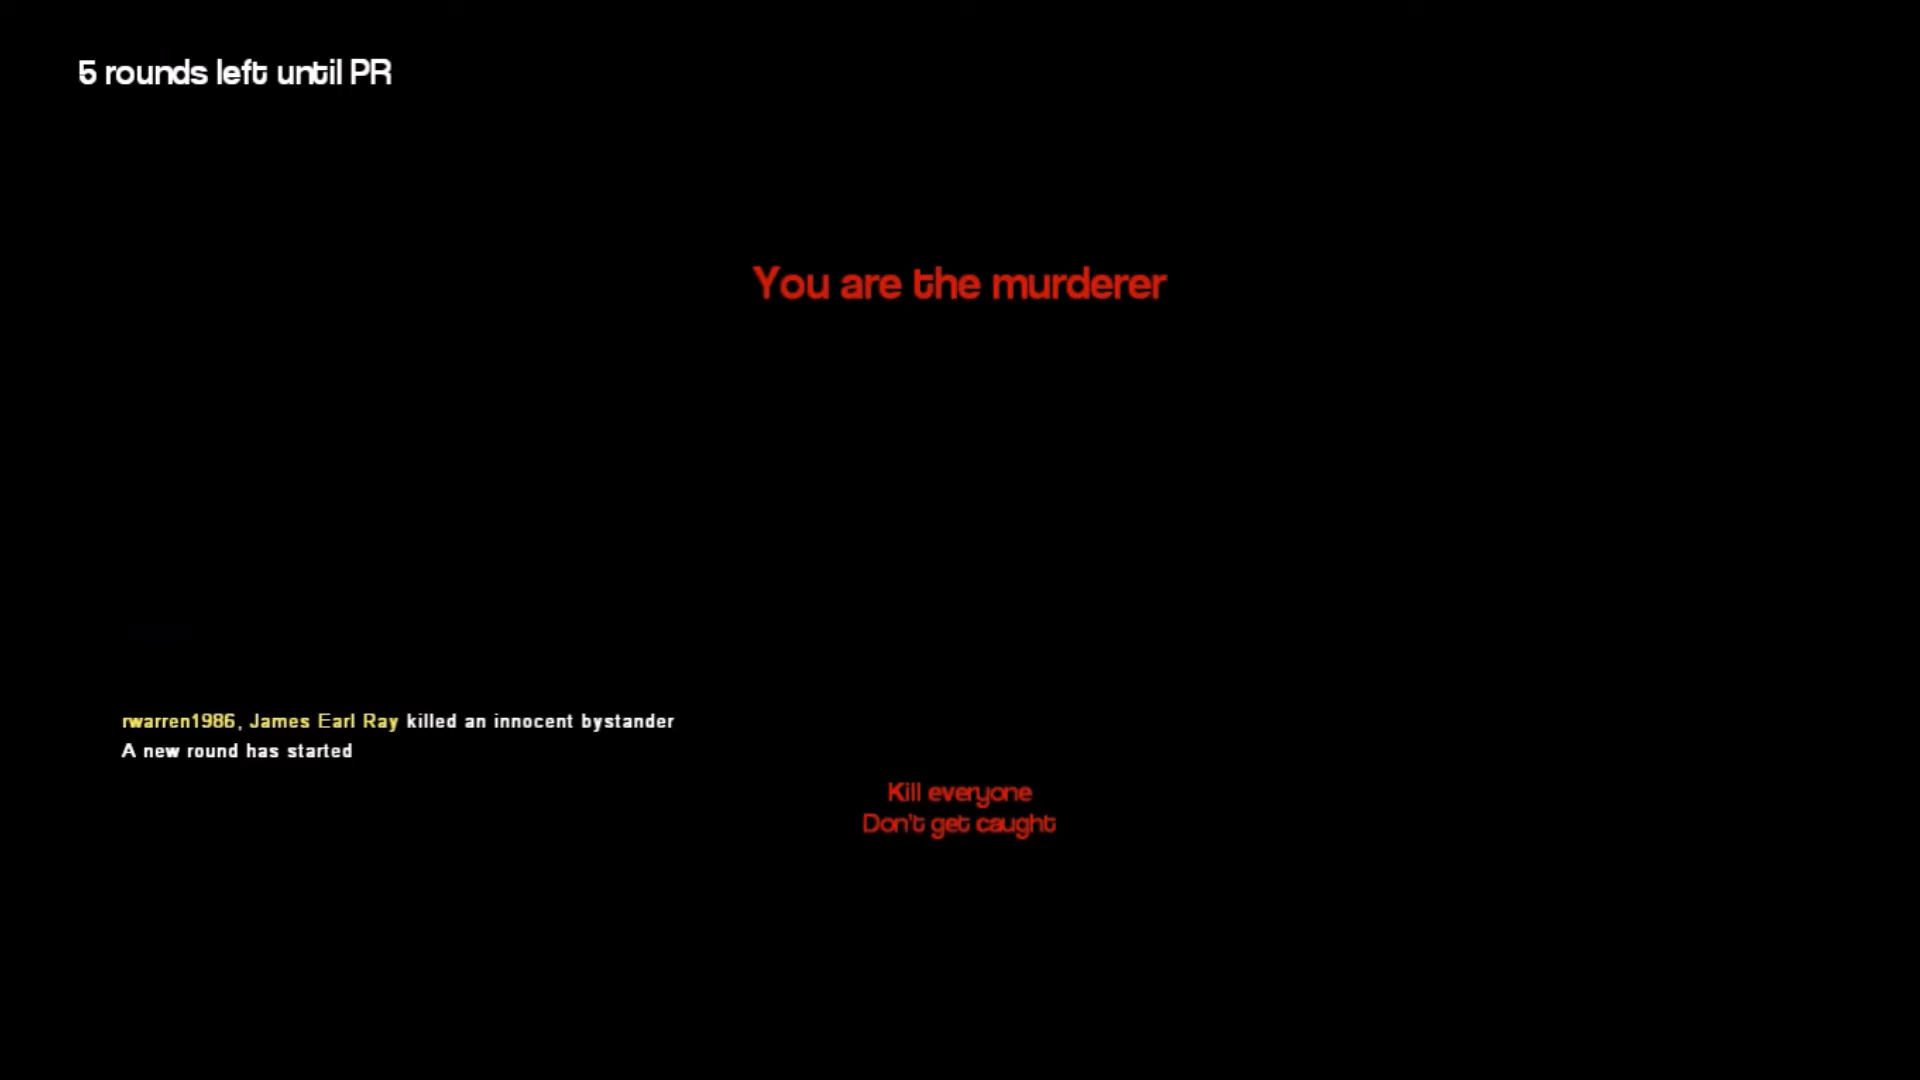 5 rounds left until PR
You are the murderer
rwarren1986, James Earl Ray killed an innocent bystander
A new round has started
Kill everyone
Don't get caught